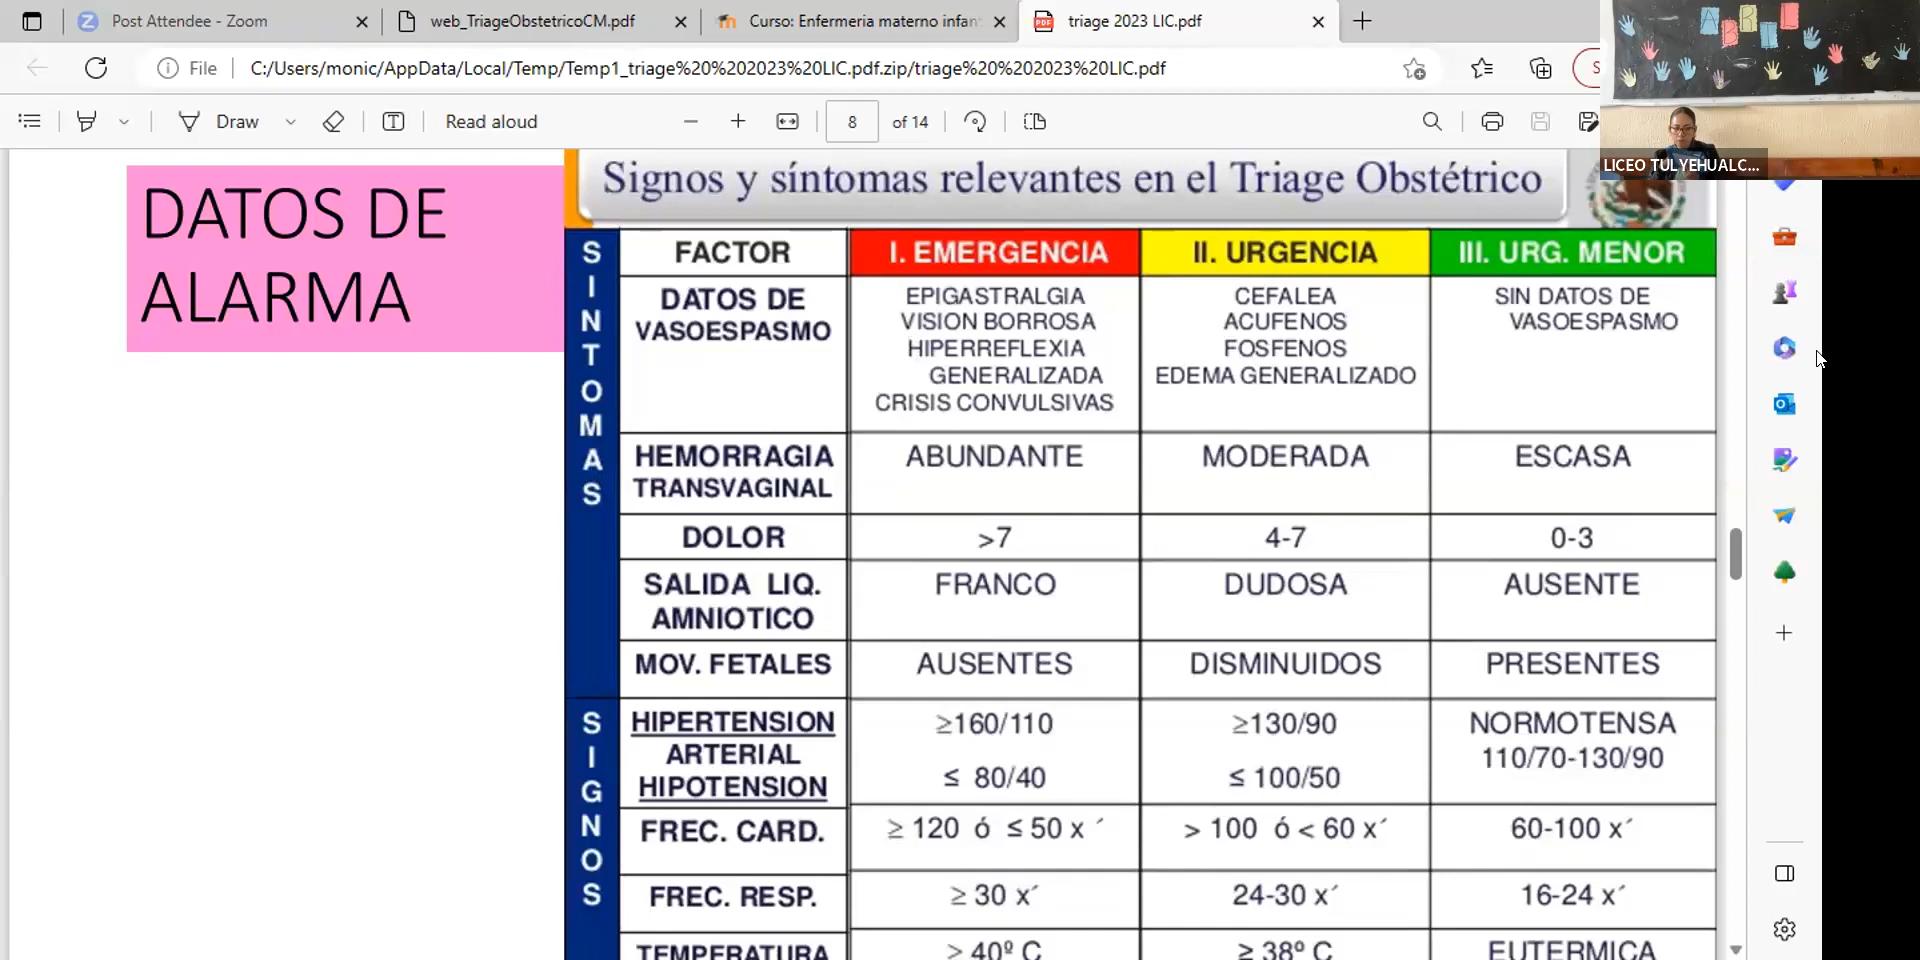 Post Attendee - Zoom
web_TriageObstetricoCM.pdf
Curso: Enfermeria materno infan
triage 2023 LIC.pdf
File
C:/Users/monic/AppData/Local/Temp/Temp1_triage%20%202023%20LIC.pdf.zip/triage%20%202023%20LIC.pdf
S
Draw
Read aloud
8 of 14
LICEO TULYEHUALC...
DATOS DE
ALARMA
Signos y síntomas relevantes en el Triage Obstétrico
SINTOMAS
FACTOR I. EMERGENCIA II. URGENCIA III. URG. MENOR
DATOS DE
VASOESPASMO
EPIGASTRALGIA
VISION BORROSA
HIPERREFLEXIA
GENERALIZADA
CRISIS CONVULSIVAS
CEFALEA
ACUFENOS
FOSFENOS
EDEMA GENERALIZADO
SIN DATOS DE
VASOESPASMO
HEMORRAGIA
TRANSVAGINAL
ABUNDANTE
MODERADA
ESCASA
DOLOR >7 4-7 0-3
SALIDA LIQ.
AMNIOTICO
FRANCO
DUDOSA
AUSENTE
MOV. FETALES AUSENTES DISMINUIDOS PRESENTES
SIGNOS
HIPERTENSION
ARTERIAL
HIPOTENSION
≥160/110
≤ 80/40
≥130/90
≤ 100/50
NORMOTENSA
110/70-130/90
FREC. CARD. ≥ 120 ó ≤ 50 x ´ > 100 ó < 60 x´ 60-100 x´
FREC. RESP. ≥ 30 x´ 24-30 x´ 16-24 x´
TEMPERATURA > 40º C ≥ 38º C EUTERMICA